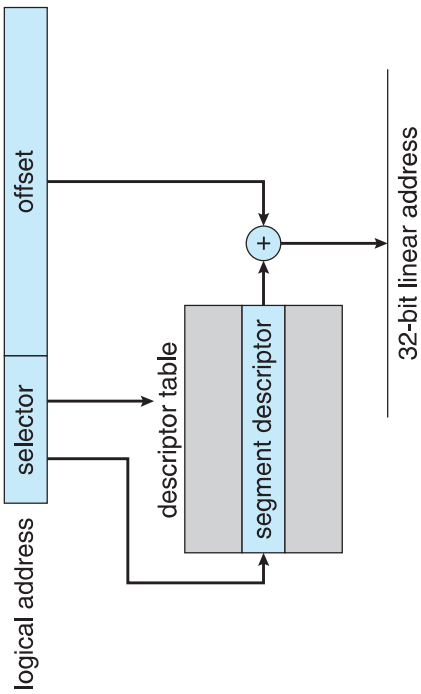 logical address
selector
offset
descriptor table
segment descriptor
+
32-bit linear address